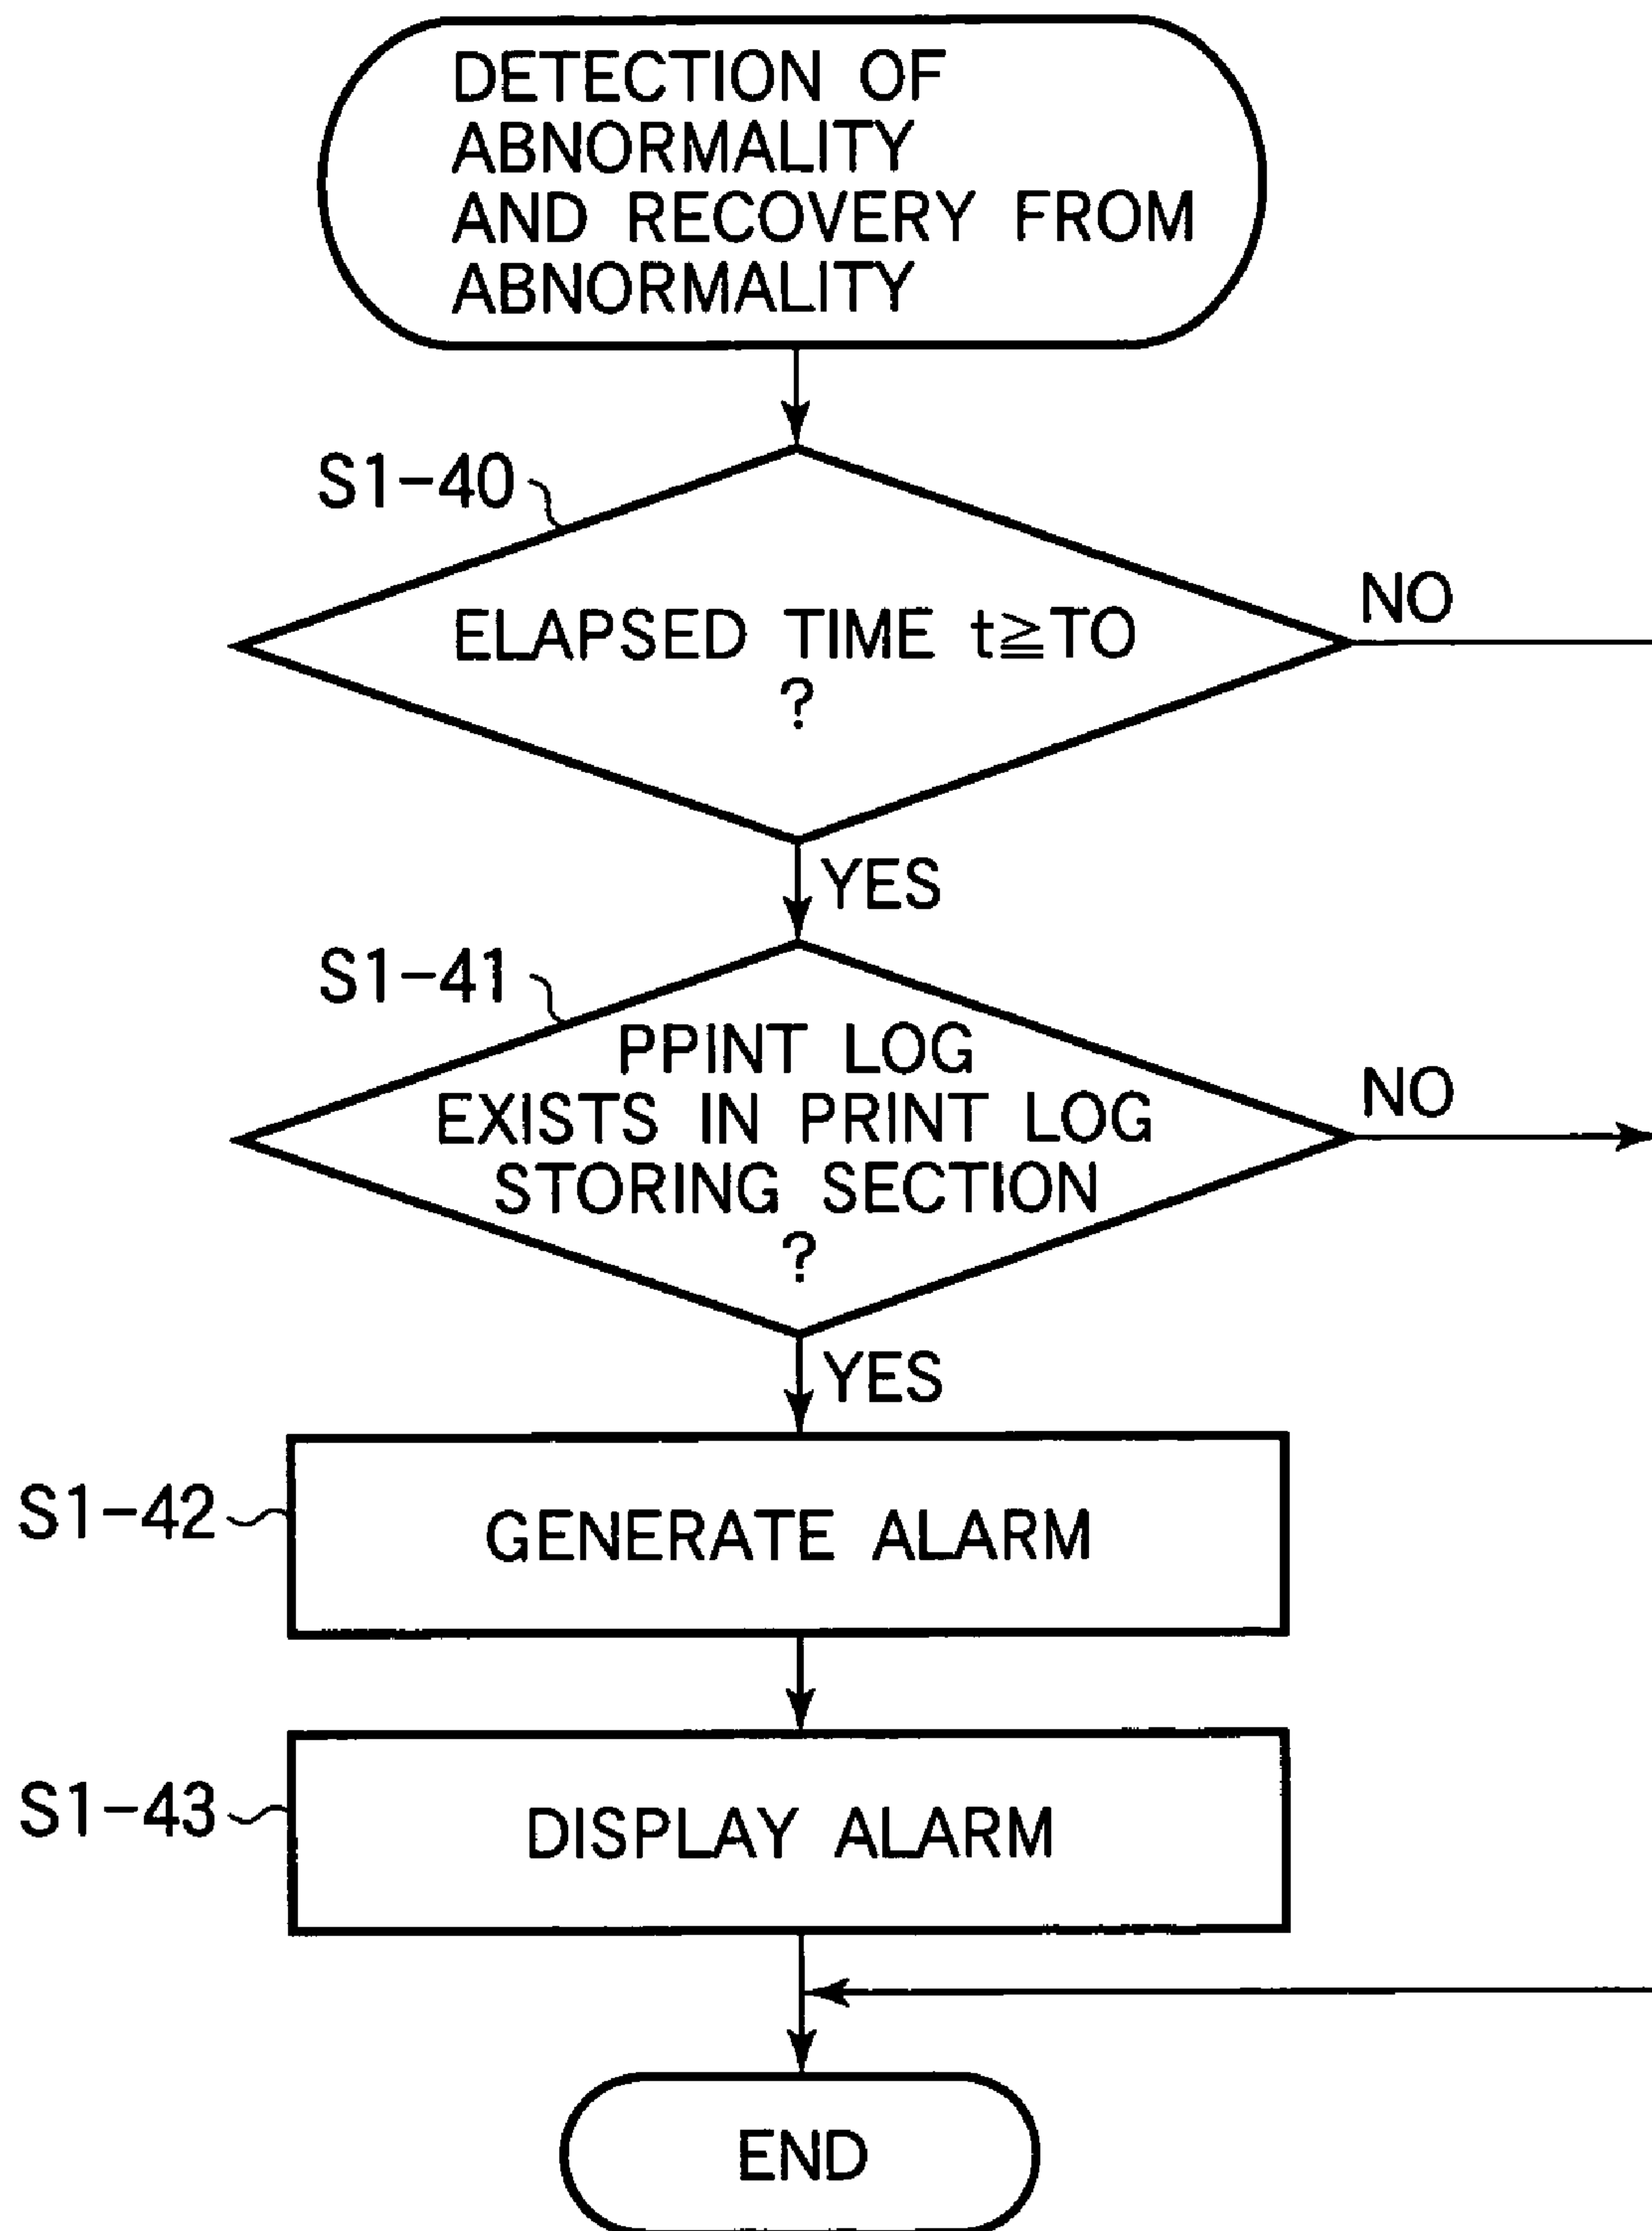 DETECTION OF
ABNORMALITY
AND RECOVERY FROM
ABNORMALITY
S1-40
ELAPSED TIME t≧TO
?
NO
YES
S1-41
PPINT LOG
EXISTS IN PRINT LOG
STORING SECTION
?
NO
YES
S1-42
GENERATE ALARM
S1-43
DISPLAY ALARM
END